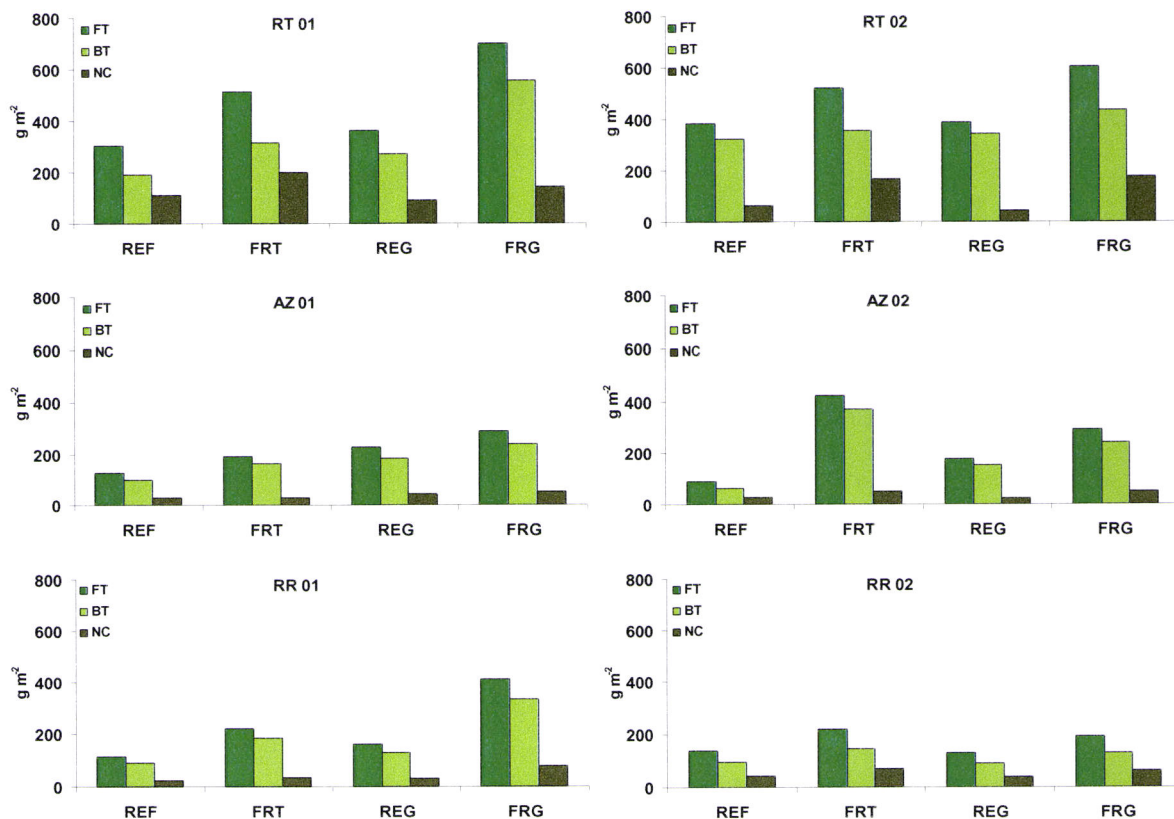 RT 01
800
600
400
200
0
g m-2
FT
BT
NC
REF FRT REG FRG
RT 02
800
600
400
200
0
g m-2
FT
BT
NC
REF FRT REG FRG
AZ 01
800
600
400
200
0
g m-2
FT
BT
NC
REF FRT REG FRG
AZ 02
800
600
400
200
0
g m-2
FT
BT
NC
REF FRT REG FRG
RR 01
800
600
400
200
0
g m-2
FT
BT
NC
REF FRT REG FRG
RR 02
800
600
400
200
0
g m-2
FT
BT
NC
REF FRT REG FRG